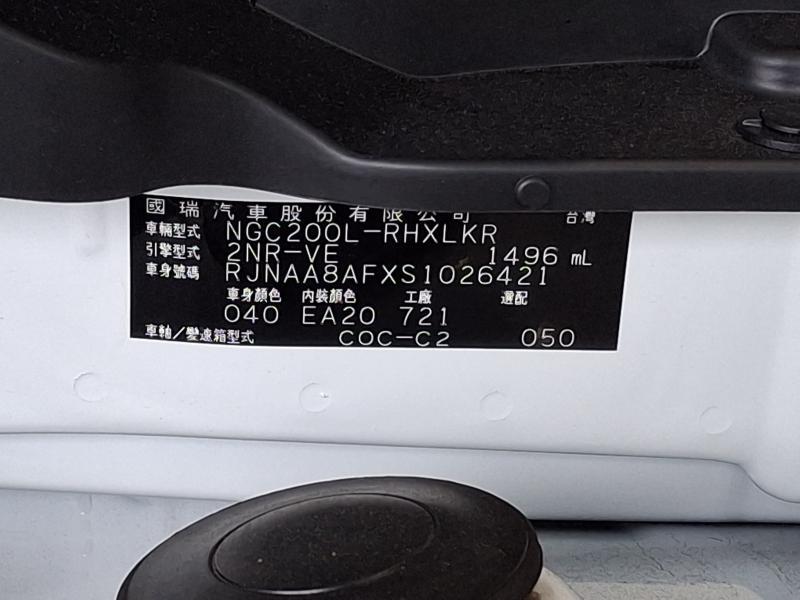 國瑞汽車股份有限公司 台灣
車輛型式 NGC200L-RHXLKR
引擎型式 2NR-VE 1496 mL
車身號碼 RJNAA8AFXS1026421
車身顏色 內裝顏色 工廠 選配
040 EA20 721
車軸/變速箱型式 COC-C2 050